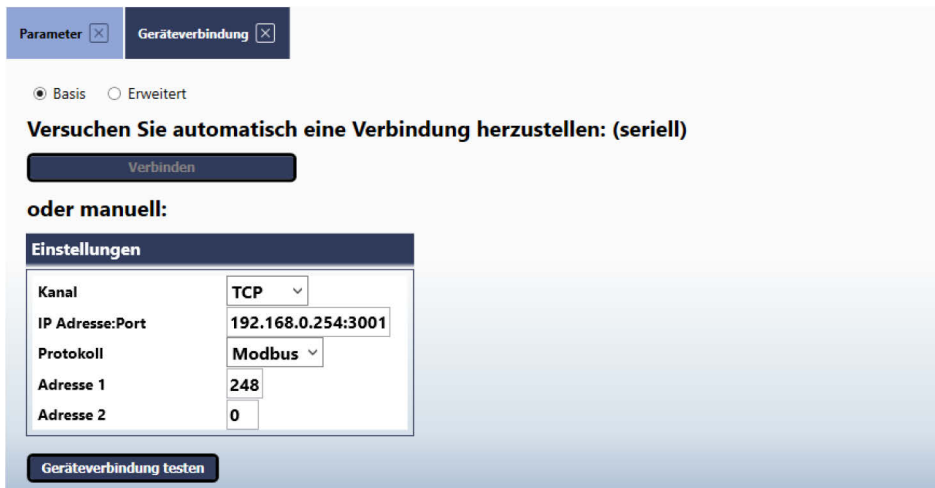 Parameter
Geräteverbindung
Basis Erweitert
Versuchen Sie automatisch eine Verbindung herzustellen: (seriell)
Verbinden
oder manuell:
Einstellungen
Kanal TCP
IP Adresse:Port 192.168.0.254:3001
Protokoll Modbus
Adresse 1 248
Adresse 2 0
Geräteverbindung testen